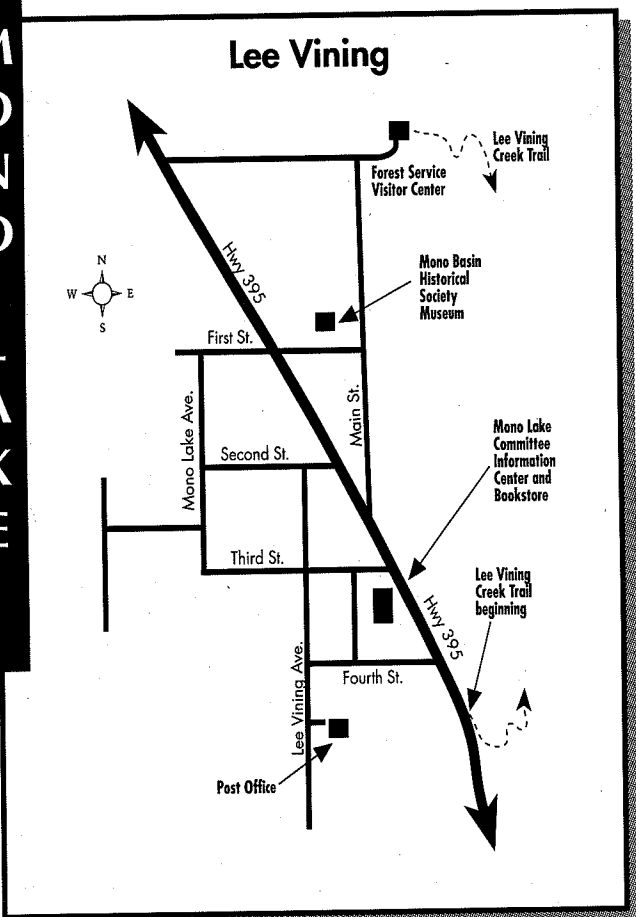 MONO LAKE
Lee Vining
Forest Service
Visitor Center
Lee Vining
Creek Trail
Hwy 395
N
W
E
S
Mono Basin
Historical
Society
Museum
First St.
Mono Lake Ave.
Main St.
Second St.
Mono Lake
Committee
Information
Center and
Bookstore
Third St.
Lee Vining
Creek Trail
beginning
Hwy 395
Lee Vining Ave.
Fourth St.
Post Office